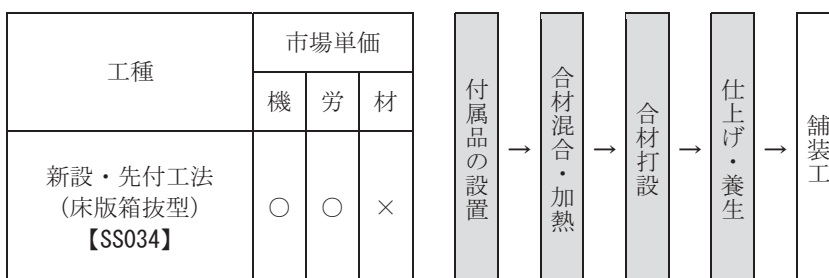 工種
市場単価
機 労 材
新設・先付工法
(床版箱抜型)
【SS034】
○ ○ ×
付属品の設置
→
合材混合・加熱
→
合材打設
→
仕上げ・養生
→
舗装工